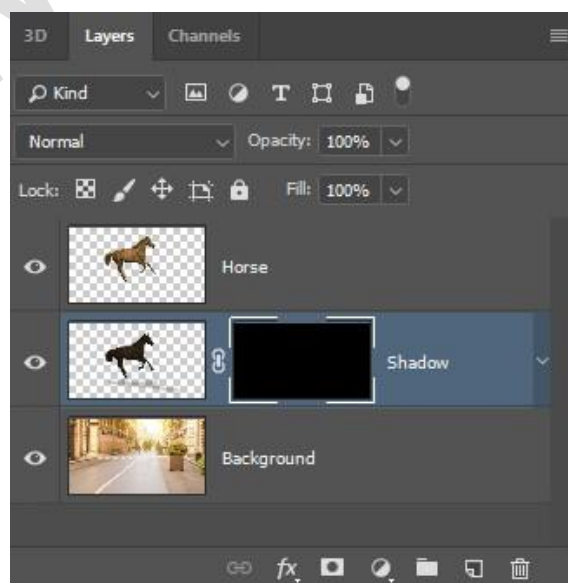 3D Layers Channels
Kind
Normal Opacity: 100%
Lock: Fill: 100%
Horse
Shadow
Background
fx